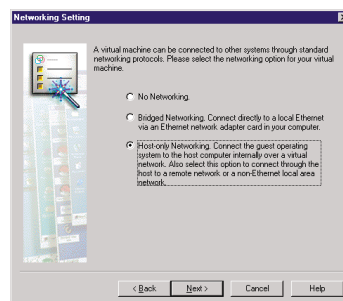 Networking Setting
A virtual machine can be connected to other systems through standard
networking protocols. Please select the networking option for your virtual
machine.
No Networking.
Bridged Networking. Connect directly to a local Ethernet
via an Ethernet network adapter card in your computer.
Host-only Networking. Connect the guest operating
system to the host computer internally over a virtual
network. Also select this option to connect through the
host to a remote network or a non-Ethernet local area
network.
< Back
Next >
Cancel
Help